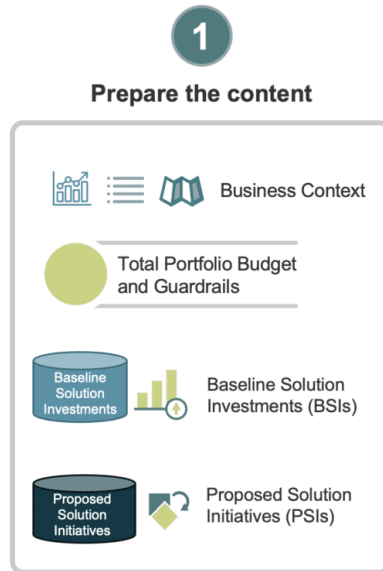 1
Prepare the content
Business Context
Total Portfolio Budget
and Guardrails
Baseline
Solution
Investments
Baseline Solution
Investments (BSIs)
Proposed
Solution
Initiatives
Proposed Solution
Initiatives (PSIs)